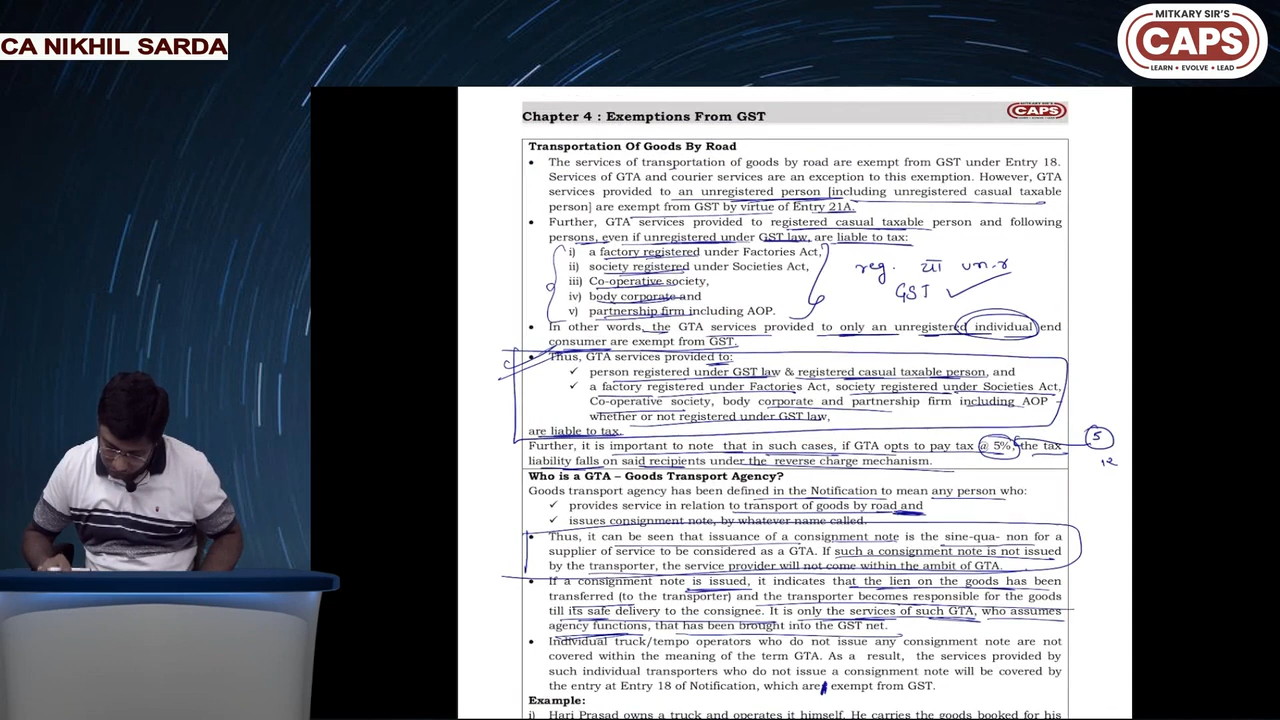 CA NIKHIL SARDA
MITKARY SIR'S
CAPS
LEARN • EVOLVE • LEAD
Chapter 4 : Exemptions From GST
MITKARY SIR'S
CAPS
Transportation Of Goods By Road
• The services of transportation of goods by road are exempt from GST under Entry 18.
Services of GTA and courier services are an exception to this exemption. However, GTA
services provided to an unregistered person [including unregistered casual taxable
person] are exempt from GST by virtue of Entry 21A.
• Further, GTA services provided to registered casual taxable person and following
persons, even if unregistered under GST law, are liable to tax:
i) a factory registered under Factories Act,
ii) society registered under Societies Act,
iii) Co-operative society,
iv) body corporate and
v) partnership firm including AOP.
reg. या un.r
GST ✓
• In other words, the GTA services provided to only an unregistered individual end
consumer are exempt from GST.
• Thus, GTA services provided to:
✓ person registered under GST law & registered casual taxable person, and
✓ a factory registered under Factories Act, society registered under Societies Act,
Co-operative society, body corporate and partnership firm including AOP -
whether or not registered under GST law,
are liable to tax.
Further, it is important to note that in such cases, if GTA opts to pay tax @ 5%, the tax
liability falls on said recipients under the reverse charge mechanism.
5
12
Who is a GTA – Goods Transport Agency?
Goods transport agency has been defined in the Notification to mean any person who:
✓ provides service in relation to transport of goods by road and
✓ issues consignment note, by whatever name called.
• Thus, it can be seen that issuance of a consignment note is the sine-qua- non for a
supplier of service to be considered as a GTA. If such a consignment note is not issued
by the transporter, the service provider will not come within the ambit of GTA.
• If a consignment note is issued, it indicates that the lien on the goods has been
transferred (to the transporter) and the transporter becomes responsible for the goods
till its safe delivery to the consignee. It is only the services of such GTA, who assumes
agency functions, that has been brought into the GST net.
• Individual truck/tempo operators who do not issue any consignment note are not
covered within the meaning of the term GTA. As a result, the services provided by
such individual transporters who do not issue a consignment note will be covered by
the entry at Entry 18 of Notification, which are exempt from GST.
Example:
i) Hari Prasad owns a truck and operates it himself. He carries the goods booked for his